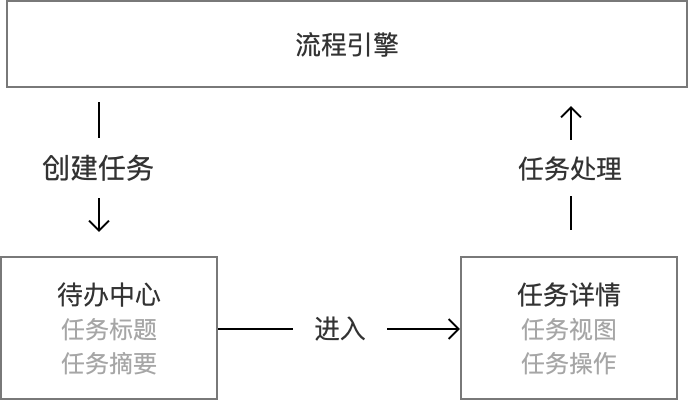 流程引擎
创建任务
任务处理
待办中心
任务标题
任务摘要
进入
任务详情
任务视图
任务操作